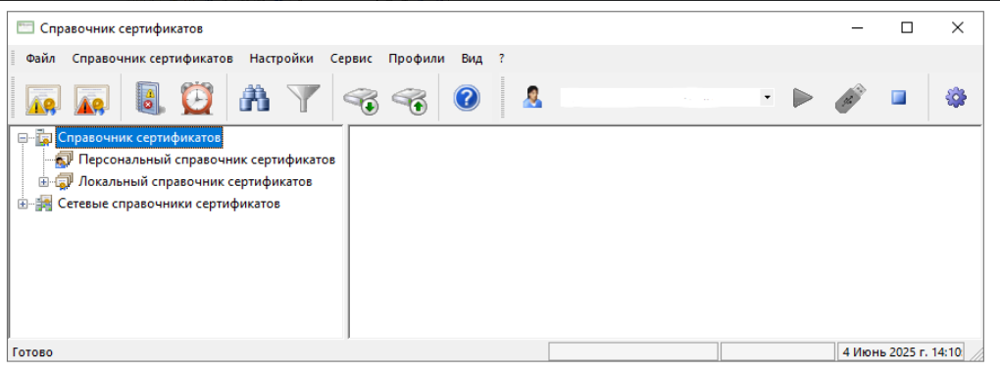 Справочник сертификатов
Файл Справочник сертификатов Настройки Сервис Профили Вид ?
Справочник сертификатов
Персональный справочник сертификатов
Локальный справочник сертификатов
Сетевые справочники сертификатов
Готово 4 Июнь 2025 г. 14:10